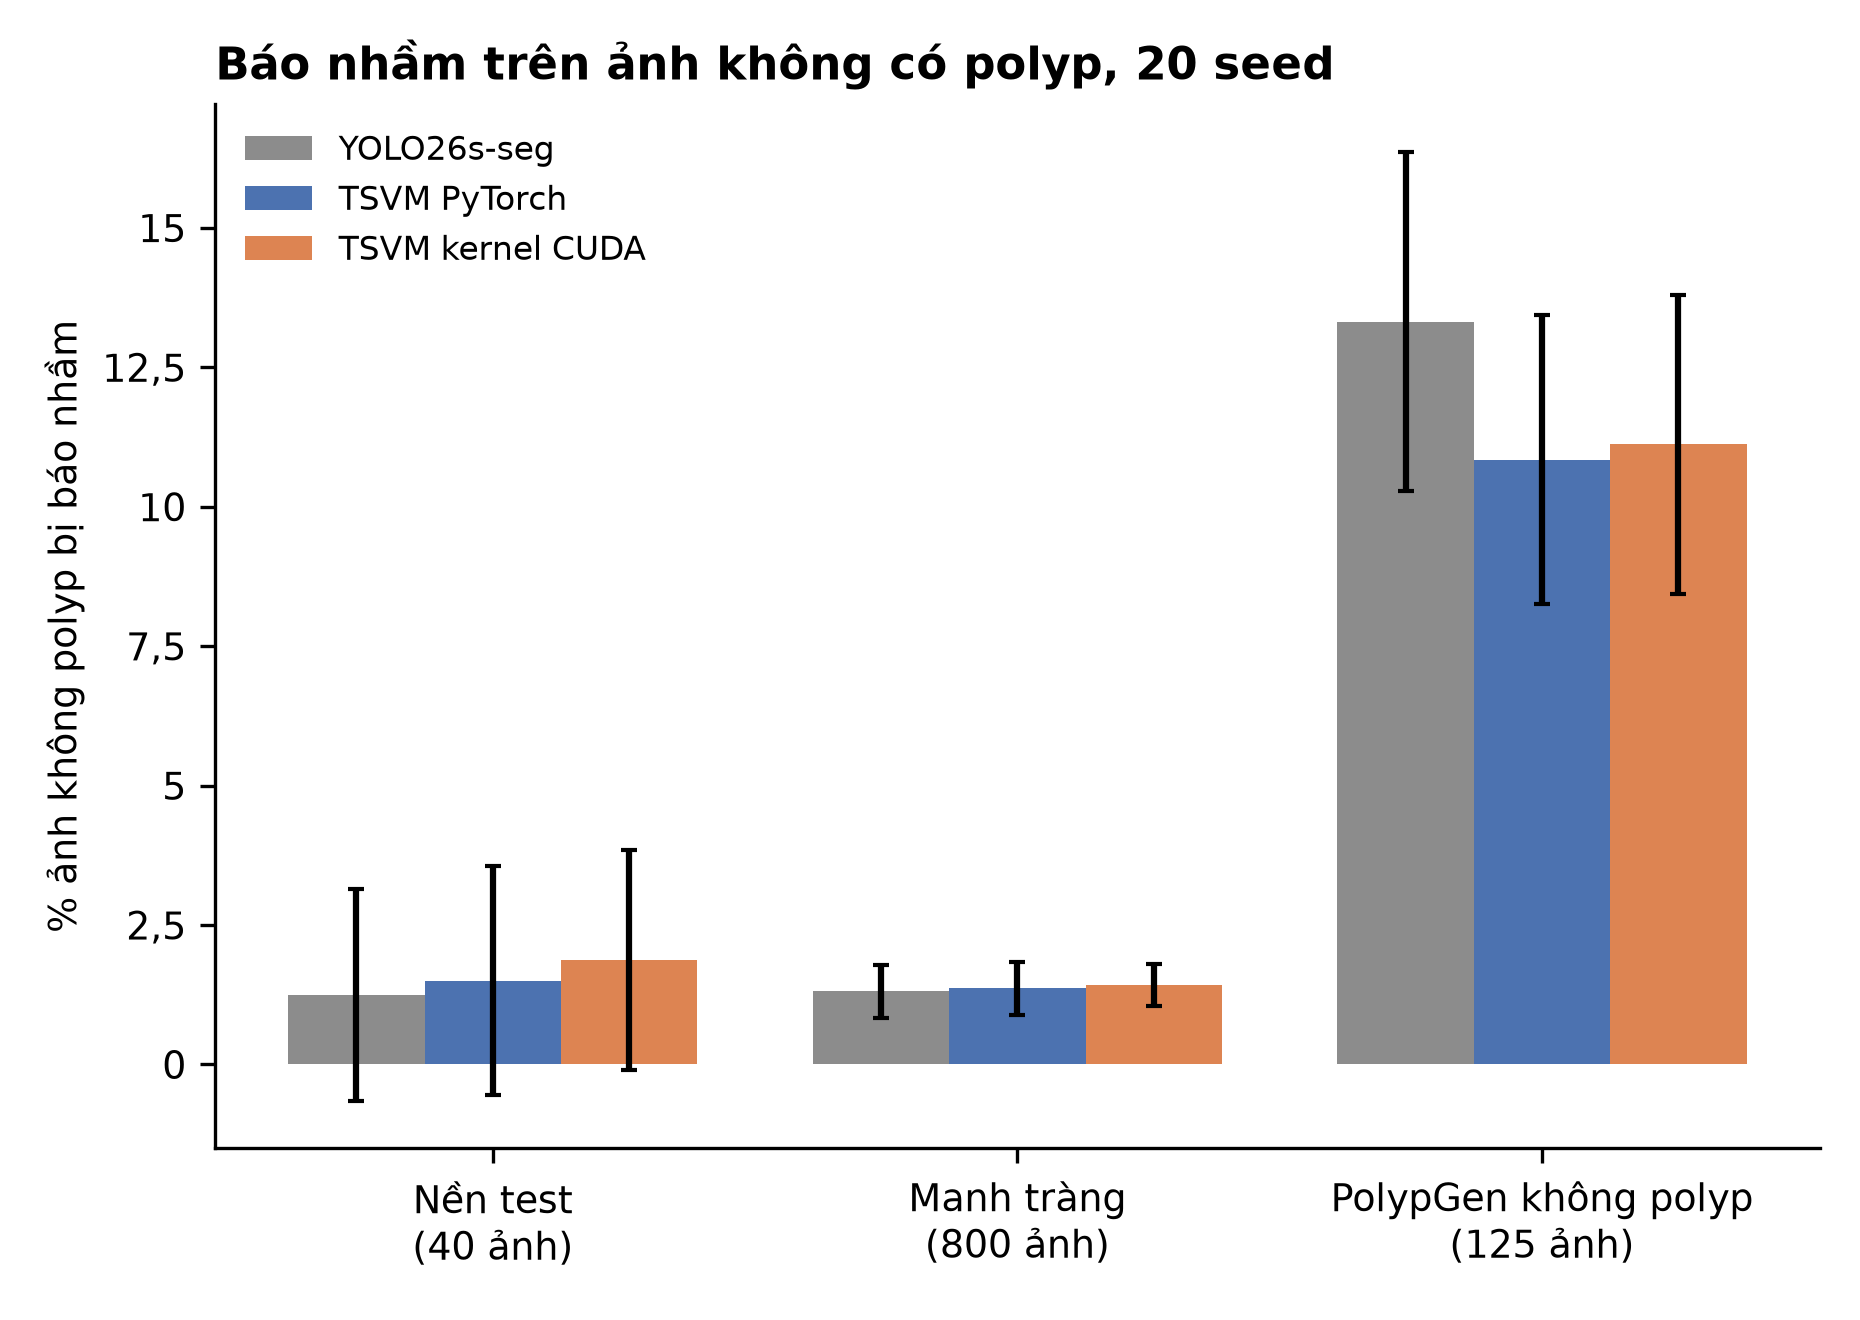 Báo nhầm trên ảnh không có polyp, 20 seed
YOLO26s-seg
TSVM PyTorch
TSVM kernel CUDA
% ảnh không polyp bị báo nhầm
15
12,5
10
7,5
5
2,5
0
Nền test
(40 ảnh)
Manh tràng
(800 ảnh)
PolypGen không polyp
(125 ảnh)